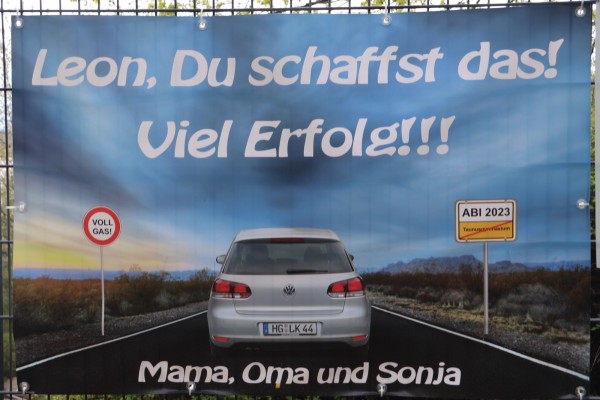 Leon, Du schaffst das!
Viel Erfolg!!!
VOLL
GAS!
ABI 2023
HG LK 44
Mama, Oma und Sonja